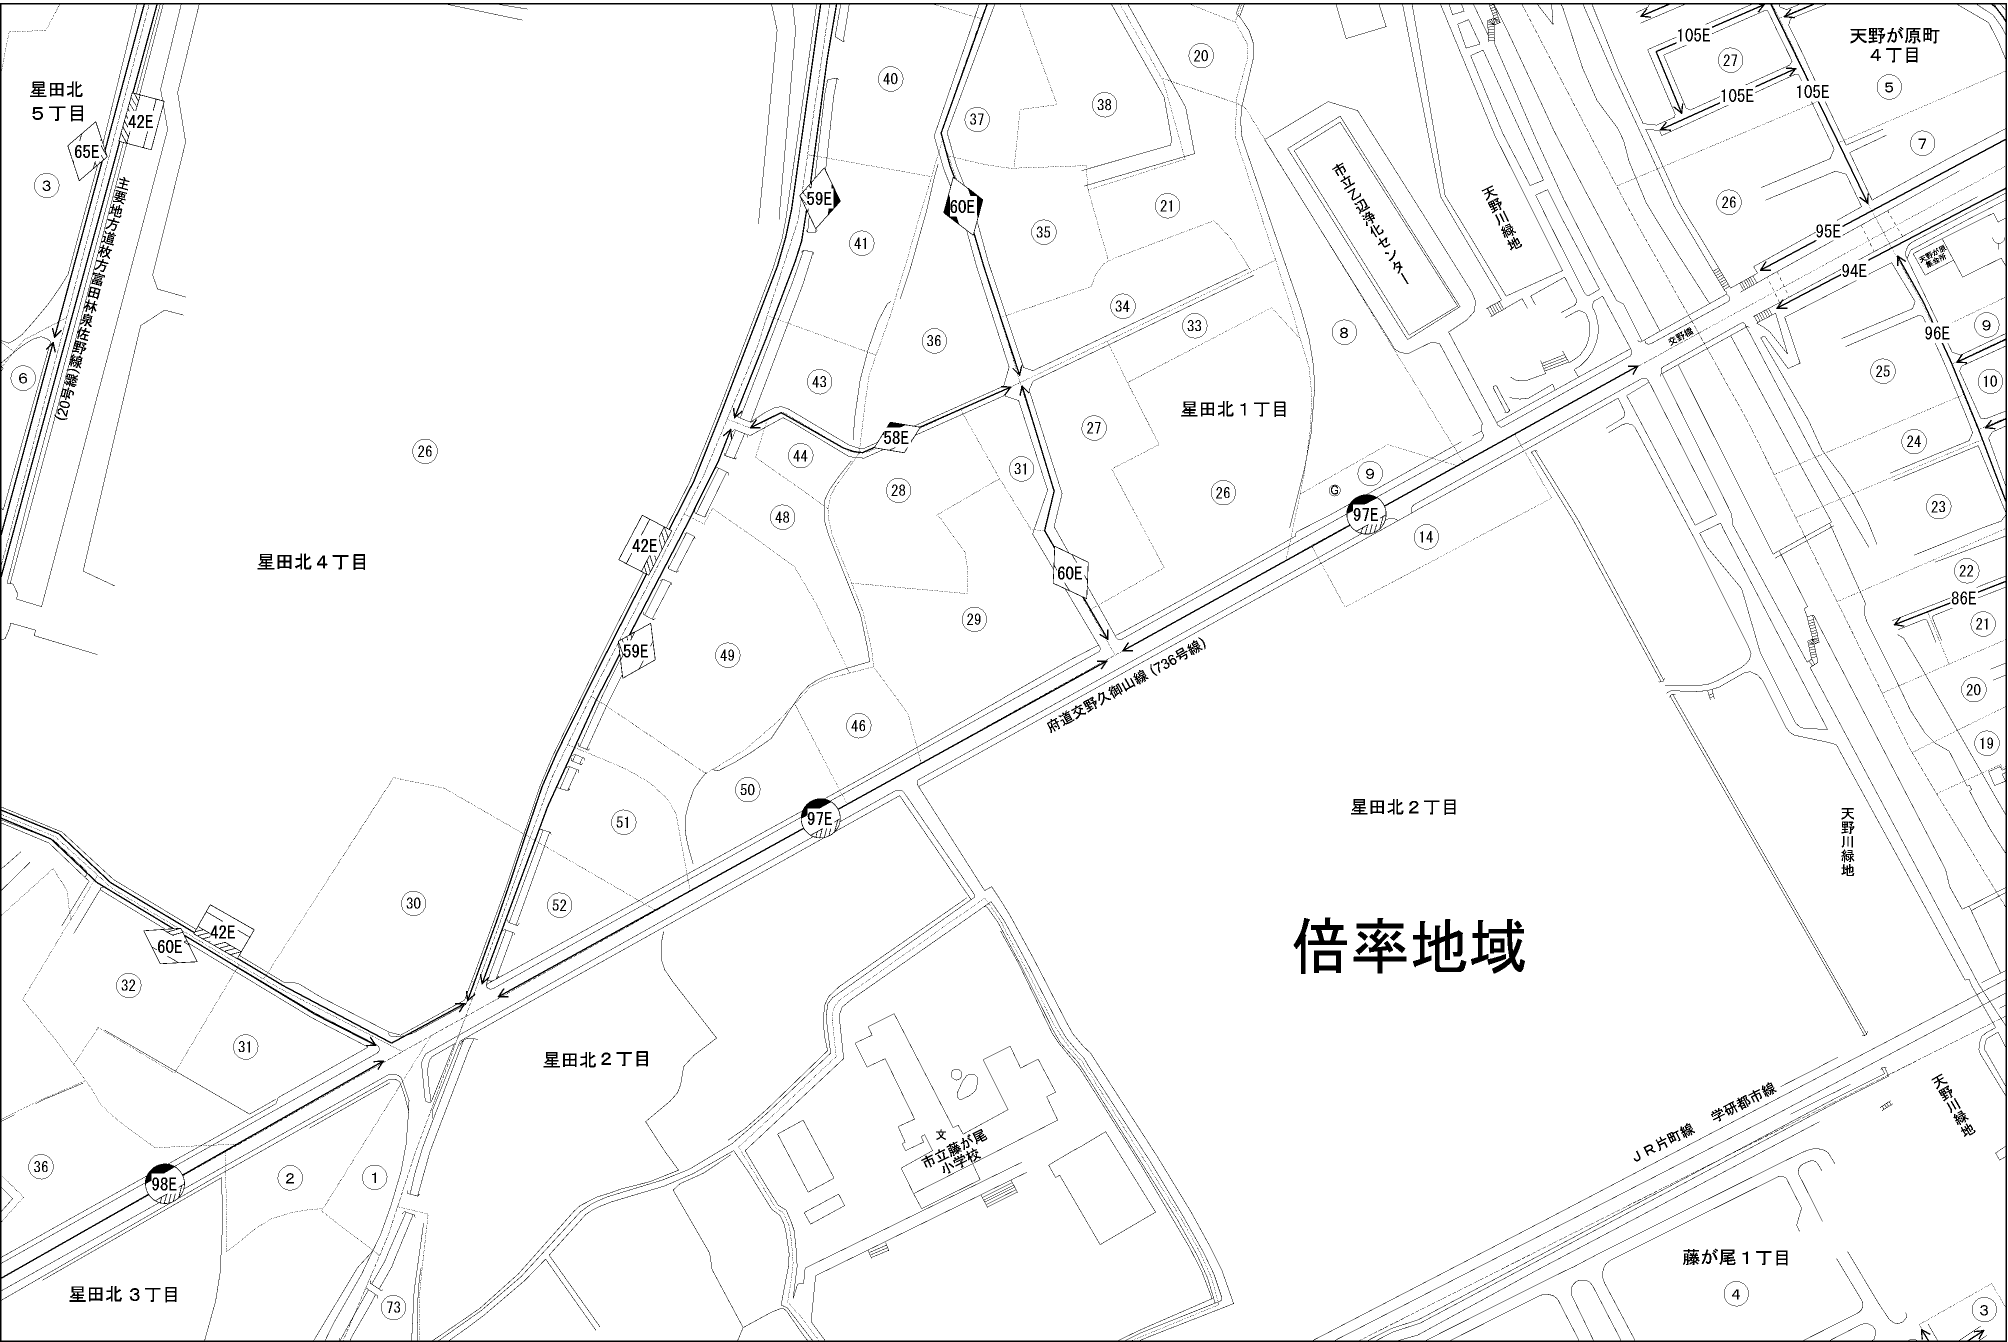 星田北
５丁目
65E
42E
3
主要地方道枚方富田林泉佐野線
(20号線)
6
26
星田北４丁目
40
37
38
20
59E
60E
41
35
21
36
34
33
43
58E
44
31
27
28
48
42E
59E
49
29
60E
46
50
51
52
97E
30
星田北１丁目
26
8
9
G
97E
14
市立乙辺浄化センター
天野川緑地
府道交野久御山線 (736号線)
交野橋
105E
27
105E
105E
天野が原町
４丁目
5
7
26
95E
94E
天野が原
集会所
96E
9
25
10
24
23
22
86E
21
20
19
星田北２丁目
倍率地域
天野川緑地
60E
42E
32
31
36
98E
2
1
星田北３丁目
73
星田北２丁目
文
市立藤が尾
小学校
ＪＲ片町線　学研都市線
天野川緑地
藤が尾１丁目
4
3